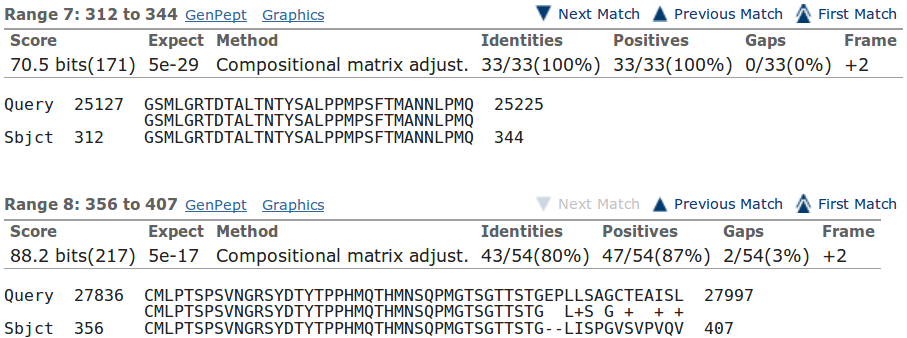 Range 7: 312 to 344 GenPept Graphics Next Match Previous Match First Match
Score Expect Method Identities Positives Gaps Frame
70.5 bits(171) 5e-29 Compositional matrix adjust. 33/33(100%) 33/33(100%) 0/33(0%) +2
Query 25127 GSMLGRTDTALTNTYSALPPMPSFTMANNLPMQ 25225
GSMLGRTDTALTNTYSALPPMPSFTMANNLPMQ
Sbjct 312 GSMLGRTDTALTNTYSALPPMPSFTMANNLPMQ 344
Range 8: 356 to 407 GenPept Graphics Next Match Previous Match First Match
Score Expect Method Identities Positives Gaps Frame
88.2 bits(217) 5e-17 Compositional matrix adjust. 43/54(80%) 47/54(87%) 2/54(3%) +2
Query 27836 CMLPTSPSVNGRSYDTYTPPHMQTHMNSQPMGTSGTTSTGEPLLSAGCTEAISL 27997
CMLPTSPSVNGRSYDTYTPPHMQTHMNSQPMGTSGTTSTG  L+S G +  + +
Sbjct 356 CMLPTSPSVNGRSYDTYTPPHMQTHMNSQPMGTSGTTSTG--LISPGVSVPVQV 407